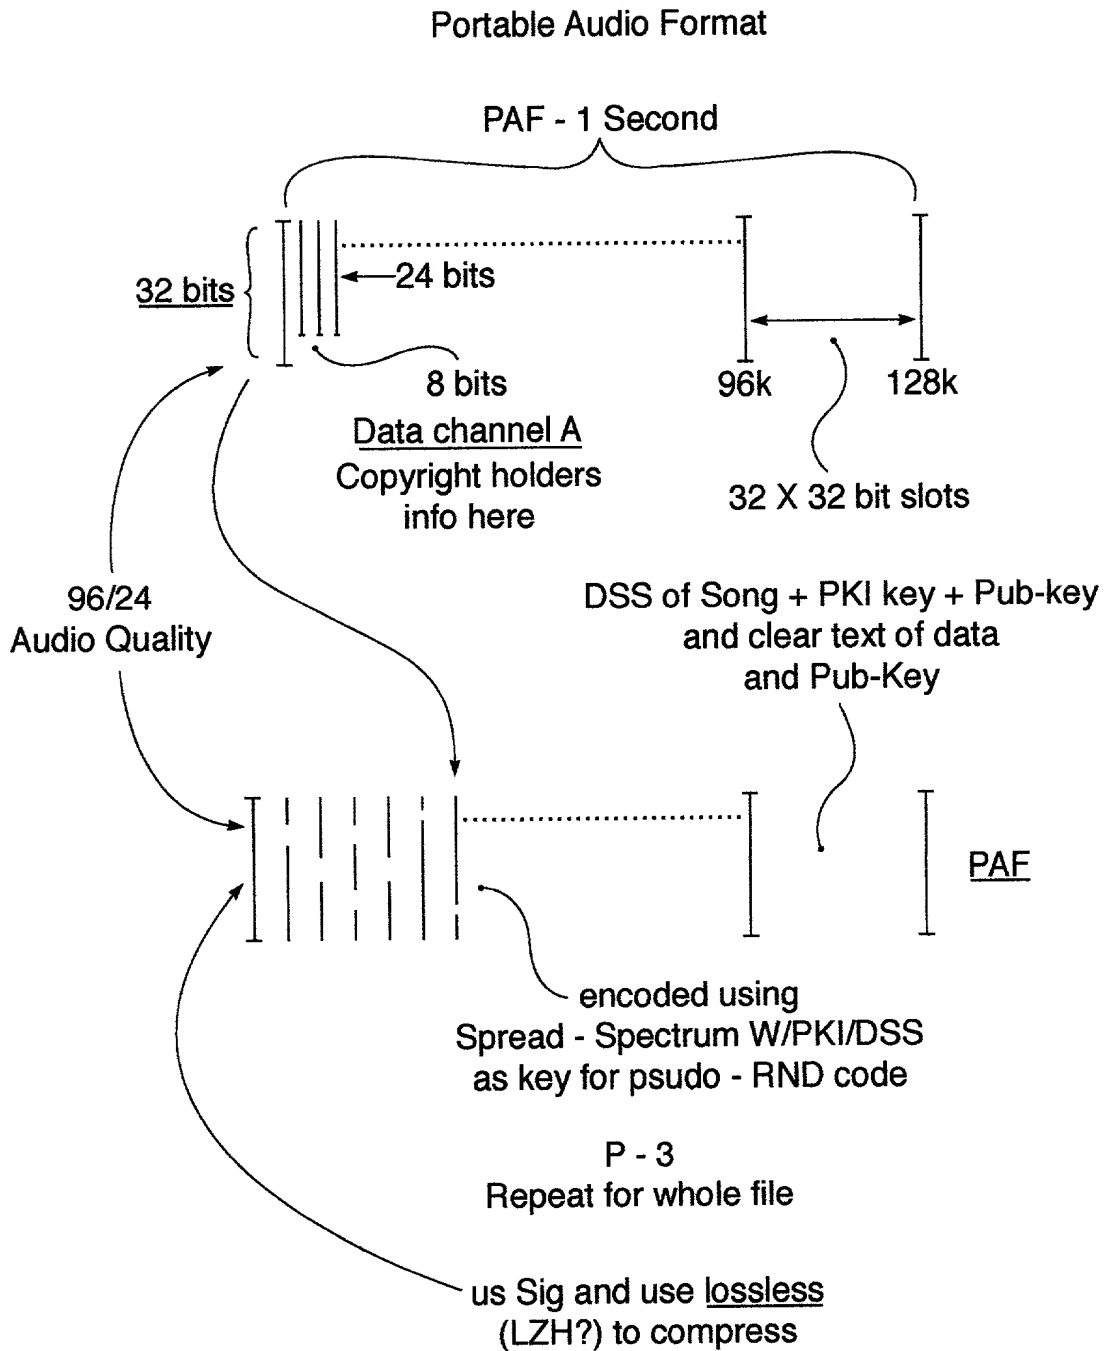 Portable Audio Format
PAF - 1 Second
32 bits
24 bits
8 bits
Data channel A
Copyright holders
info here
96k
128k
32 X 32 bit slots
96/24
Audio Quality
DSS of Song + PKI key + Pub-key
and clear text of data
and Pub-Key
PAF
encoded using
Spread - Spectrum W/PKI/DSS
as key for psudo - RND code
P - 3
Repeat for whole file
us Sig and use lossless
(LZH?) to compress